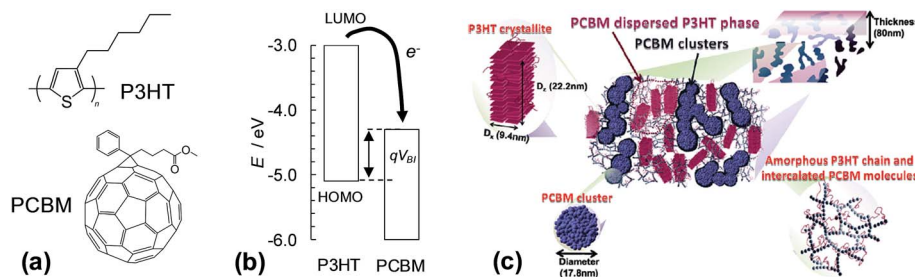 S
n
P3HT
O
O
PCBM
(a)
LUMO
e⁻
-3.0
-4.0
E / eV
qV_BI
-5.0
HOMO
-6.0
P3HT PCBM
(b)
P3HT crystallite
Dc (22.2nm)
Dx (9.4nm)
PCBM dispersed P3HT phase
PCBM clusters
Thickness
(80nm)
PCBM cluster
Diameter
(17.8nm)
Amorphous P3HT chain and
intercalated PCBM molecules
(c)